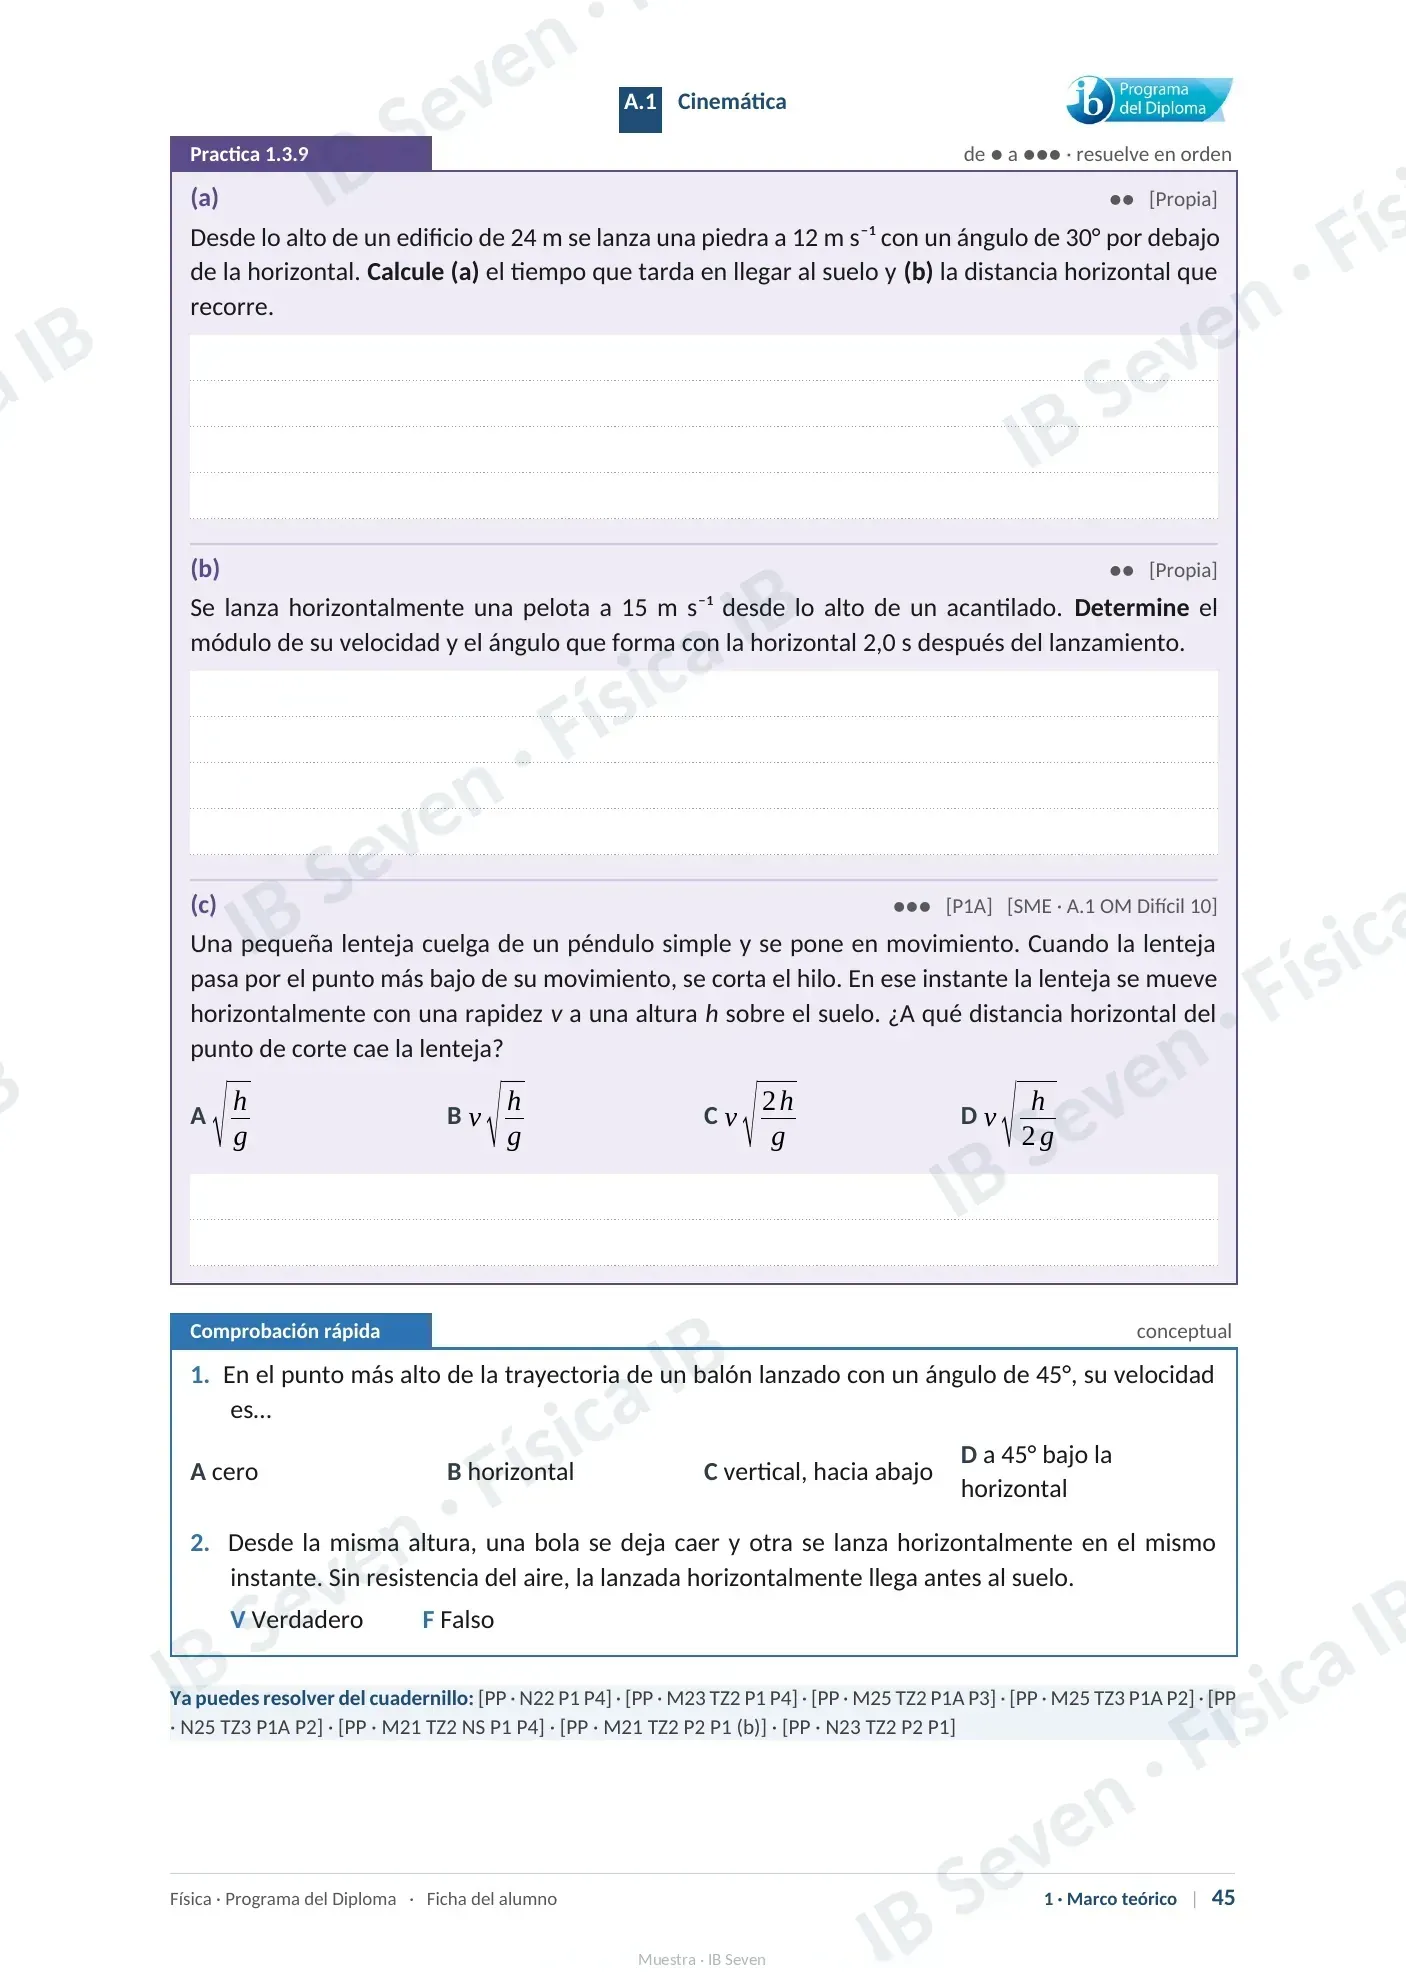 A.1 Cinemática
ib Programa
del Diploma
Practica 1.3.9
de ● a ●●● · resuelve en orden
(a)
●● [Propia]
Desde lo alto de un edificio de 24 m se lanza una piedra a 12 m s⁻¹ con un ángulo de 30° por debajo
de la horizontal. Calcule (a) el tiempo que tarda en llegar al suelo y (b) la distancia horizontal que
recorre.
(b)
●● [Propia]
Se lanza horizontalmente una pelota a 15 m s⁻¹ desde lo alto de un acantilado. Determine el
módulo de su velocidad y el ángulo que forma con la horizontal 2,0 s después del lanzamiento.
(c)
●●● [P1A] [SME · A.1 OM Difícil 10]
Una pequeña lenteja cuelga de un péndulo simple y se pone en movimiento. Cuando la lenteja
pasa por el punto más bajo de su movimiento, se corta el hilo. En ese instante la lenteja se mueve
horizontalmente con una rapidez v a una altura h sobre el suelo. ¿A qué distancia horizontal del
punto de corte cae la lenteja?
A √(h/g) B v√(h/g) C v√(2h/g) D v√(h/2g)
Comprobación rápida
conceptual
1. En el punto más alto de la trayectoria de un balón lanzado con un ángulo de 45°, su velocidad
es…
A cero B horizontal C vertical, hacia abajo D a 45° bajo la
horizontal
2. Desde la misma altura, una bola se deja caer y otra se lanza horizontalmente en el mismo
instante. Sin resistencia del aire, la lanzada horizontalmente llega antes al suelo.
V Verdadero F Falso
Ya puedes resolver del cuadernillo: [PP · N22 P1 P4] · [PP · M23 TZ2 P1 P4] · [PP · M25 TZ2 P1A P3] · [PP · M25 TZ3 P1A P2] · [PP
· N25 TZ3 P1A P2] · [PP · M21 TZ2 NS P1 P4] · [PP · M21 TZ2 P2 P1 (b)] · [PP · N23 TZ2 P2 P1]
Física · Programa del Diploma · Ficha del alumno
1 · Marco teórico | 45
Muestra · IB Seven
IB Seven · Física IB